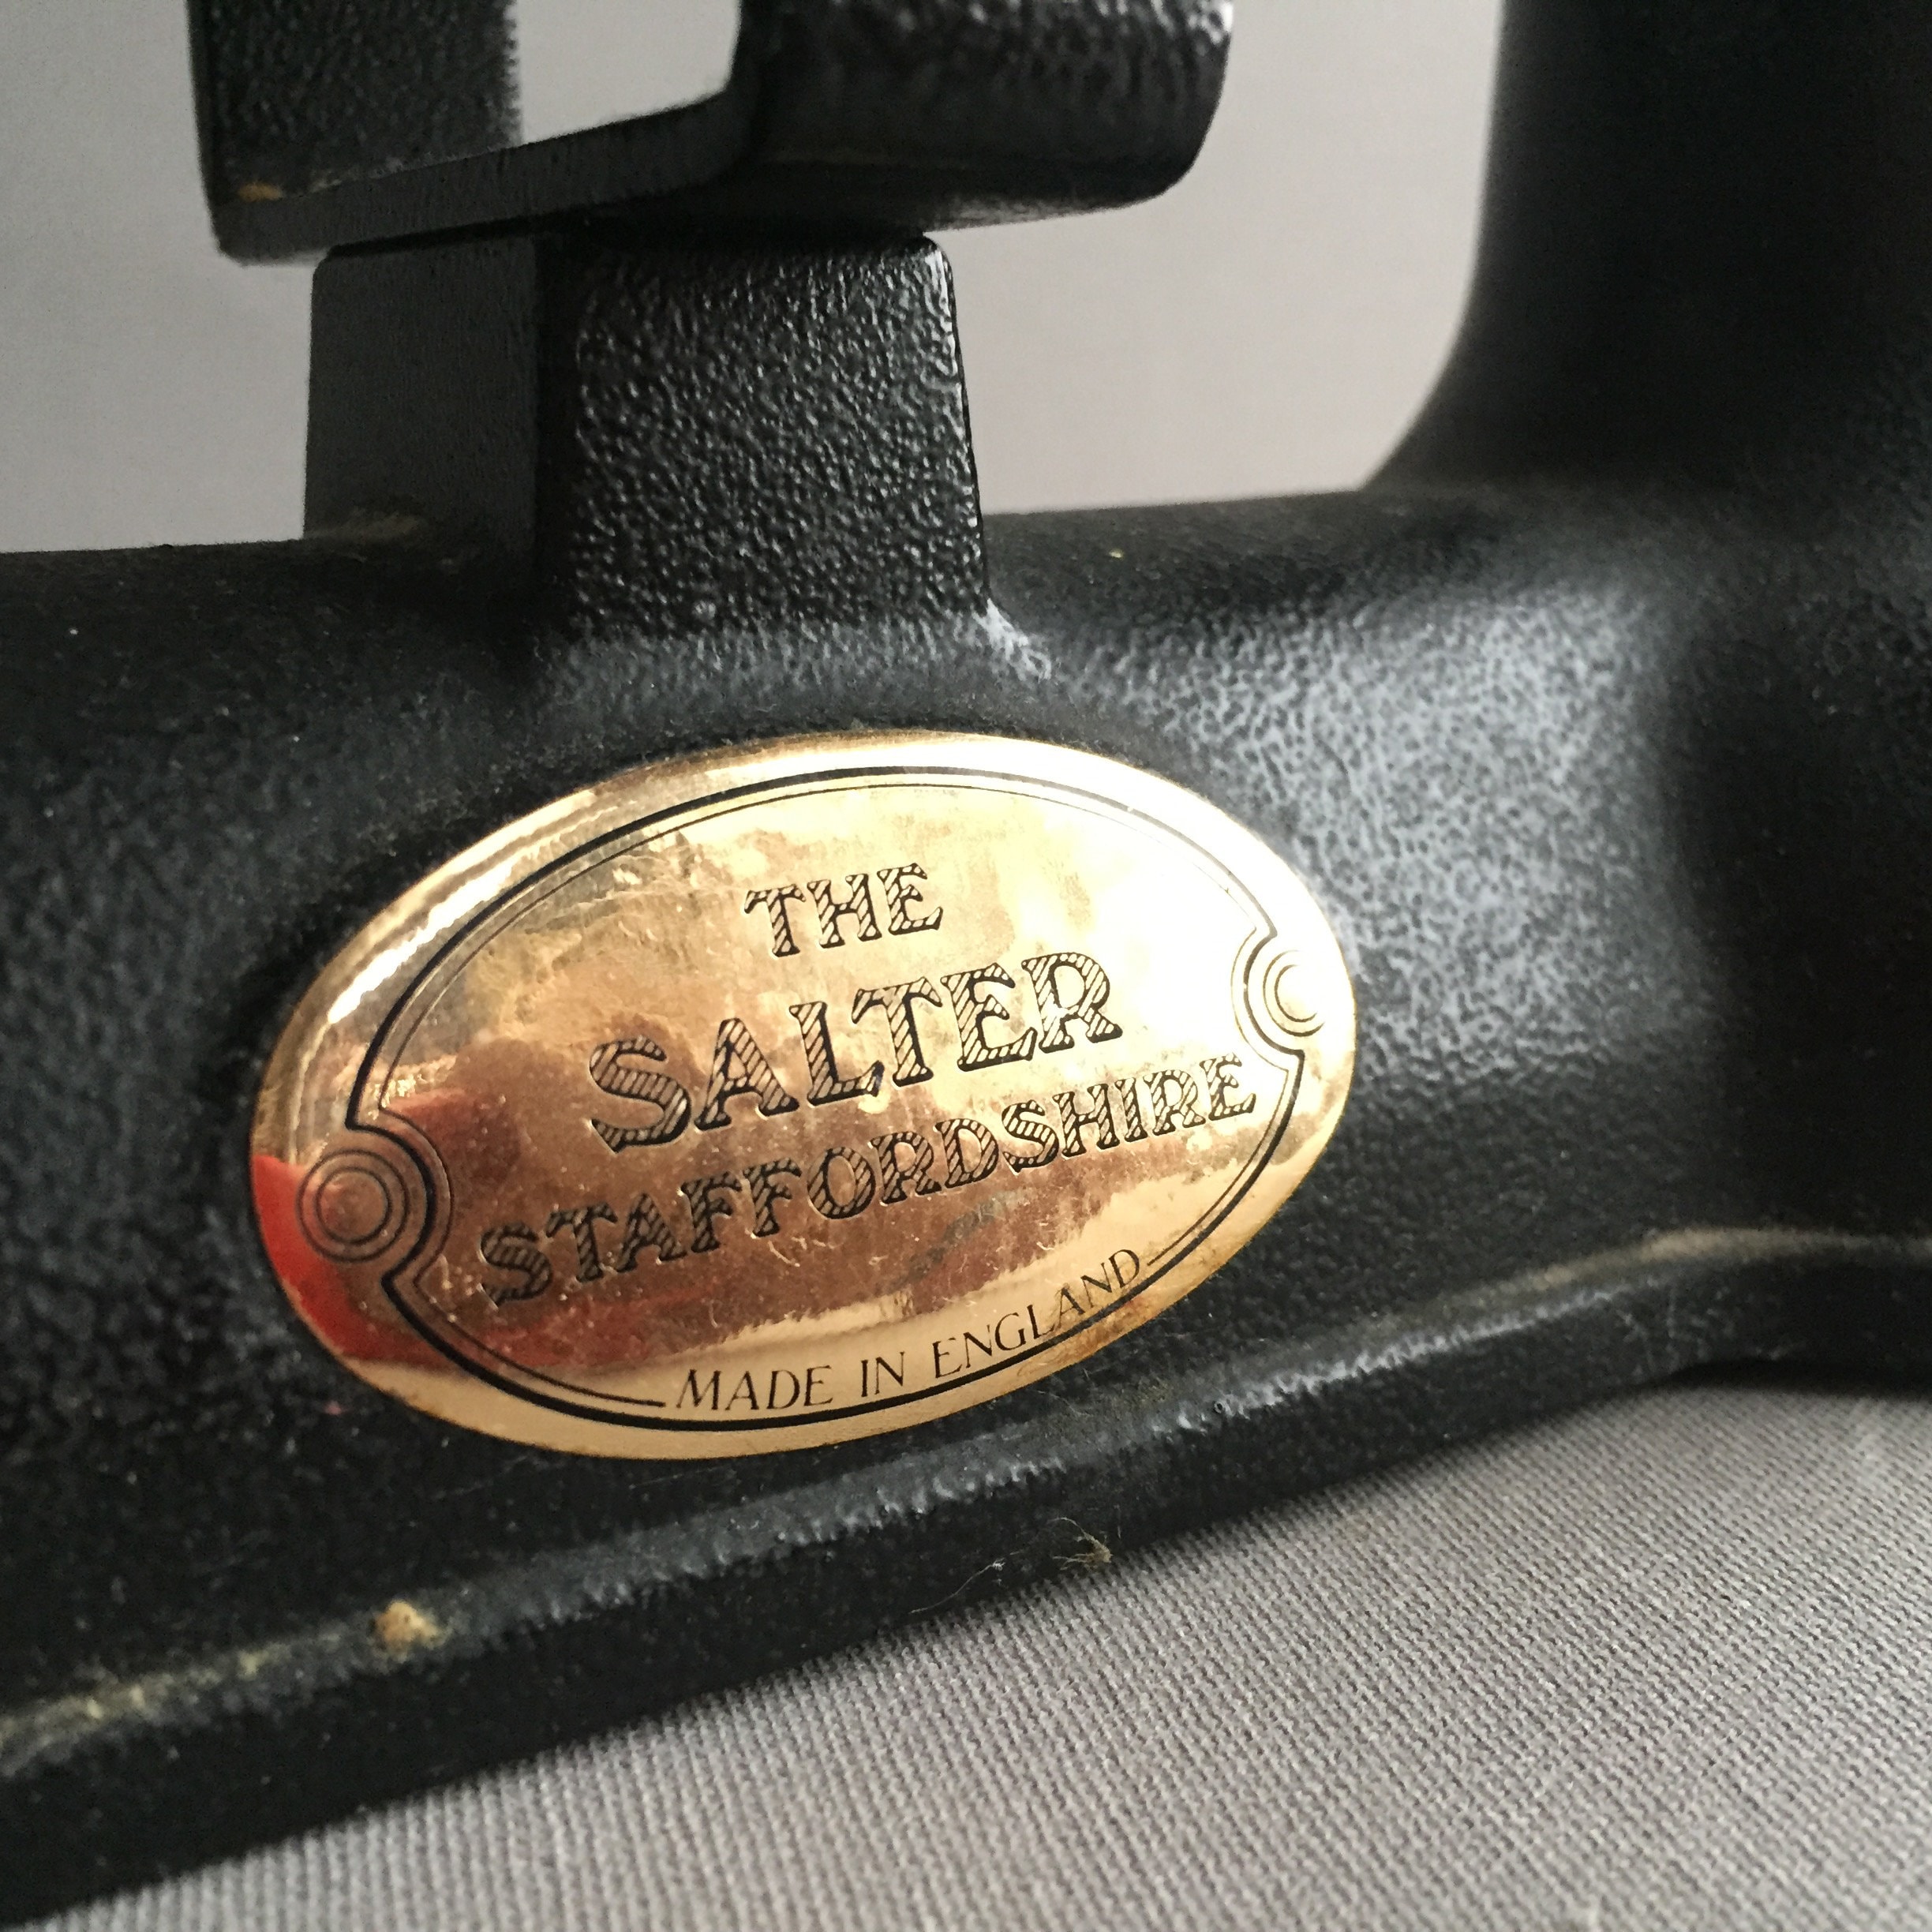 THE
SALTER
STAFFORDSHIRE
MADE IN ENGLAND